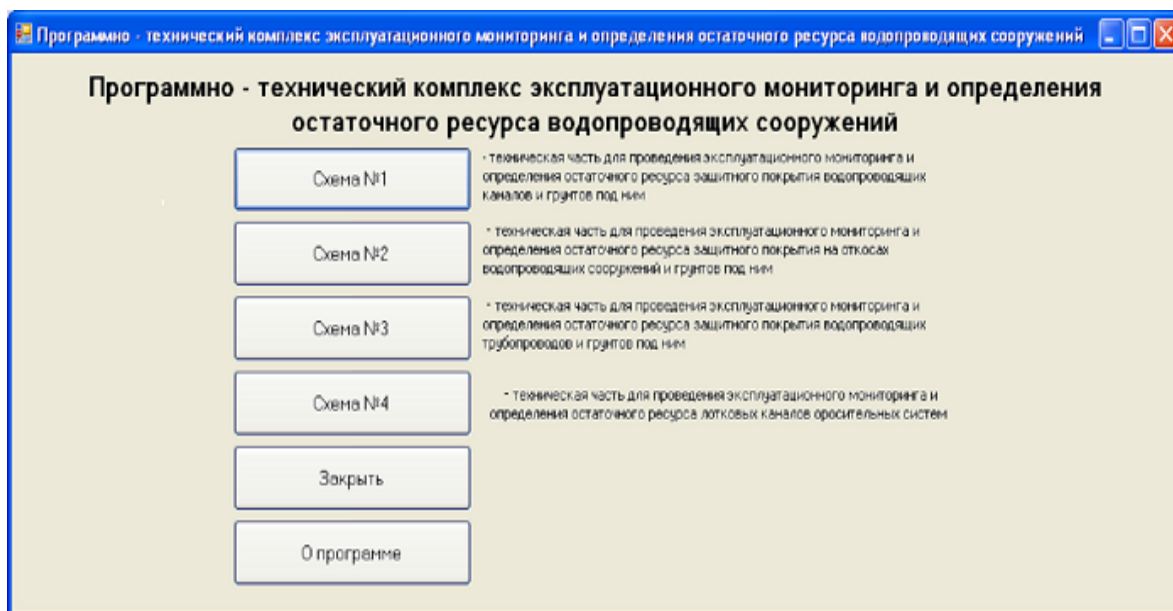 Программно - технический комплекс эксплуатационного мониторинга и определения остаточного ресурса водопроводящих сооружений
Программно - технический комплекс эксплуатационного мониторинга и определения
остаточного ресурса водопроводящих сооружений
Схема №1
- техническая часть для проведения эксплуатационного мониторинга и
определения остаточного ресурса защитного покрытия водопроводящих
каналов и грунтов под ним
Схема №2
- техническая часть для проведения эксплуатационного мониторинга и
определения остаточного ресурса защитного покрытия на откосах
водопроводящих сооружений и грунтов под ним
Схема №3
- техническая часть для проведения эксплуатационного мониторинга и
определения остаточного ресурса защитного покрытия водопроводящих
трубопроводов и грунтов под ним
Схема №4
- техническая часть для проведения эксплуатационного мониторинга и
определения остаточного ресурса лотковых каналов оросительных систем
Закрыть
О программе